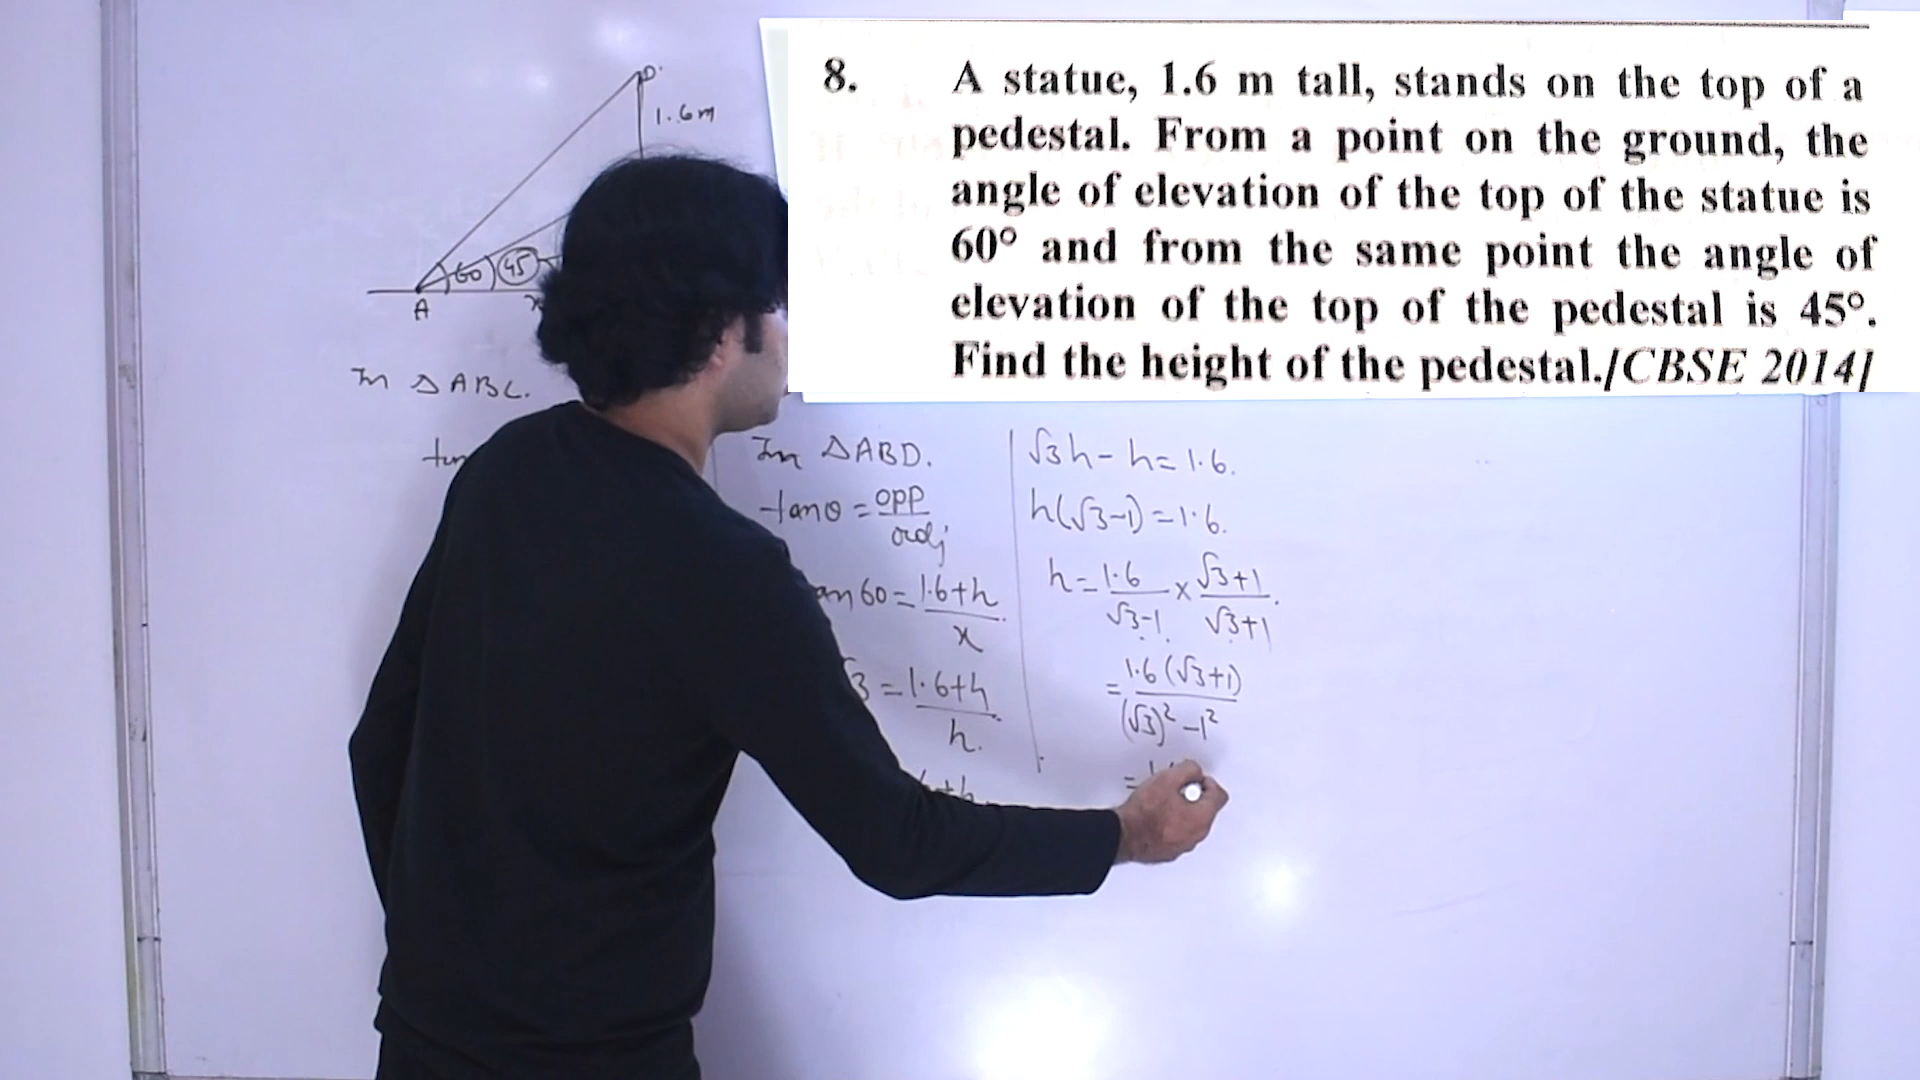 8. A statue, 1.6 m tall, stands on the top of a
pedestal. From a point on the ground, the
angle of elevation of the top of the statue is
60° and from the same point the angle of
elevation of the top of the pedestal is 45°.
Find the height of the pedestal.[CBSE 2014]
D
1.6m
60
45
A
In △ABC.
In △ABD.
tanθ = opp
adj
60 = 1.6+h
x
3 = 1.6+h
h.
√3h - h = 1.6.
h(√3-1) = 1.6.
h = 1.6 × √3+1
√3-1 √3+1
= 1.6(√3+1)
(√3)² - 1²
=